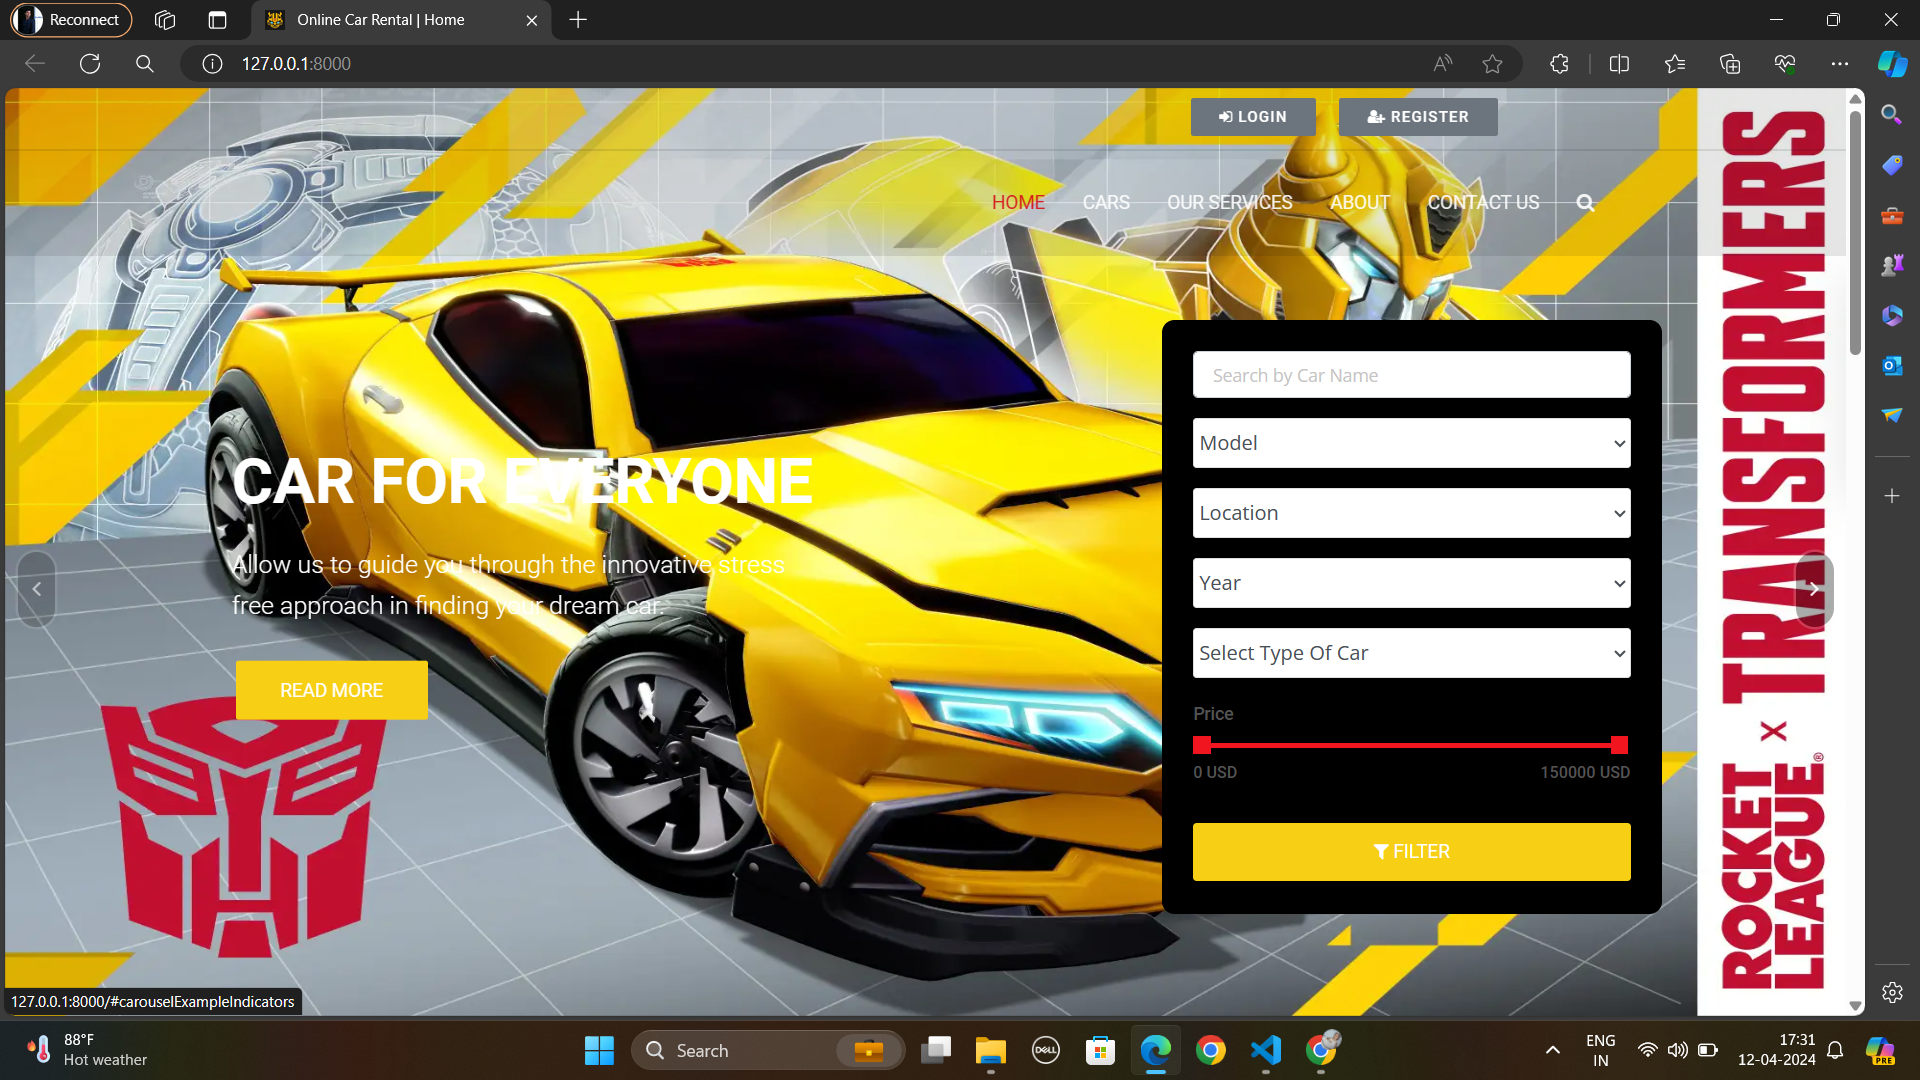 Reconnect
Online Car Rental | Home
127.0.0.1:8000
LOGIN
REGISTER
HOME
CARS
OUR SERVICES
ABOUT
CONTACT US
CAR FOR EVERYONE
Allow us to guide you through the innovative stress
free approach in finding your dream car.
READ MORE
Search by Car Name
Model
Location
Year
Select Type Of Car
Price
0 USD
150000 USD
FILTER
ROCKET
LEAGUE®
x
TRANSFORMERS
127.0.0.1:8000/#carouselExampleIndicators
88°F
Hot weather
Search
DELL
ENG
IN
17:31
12-04-2024
PRE